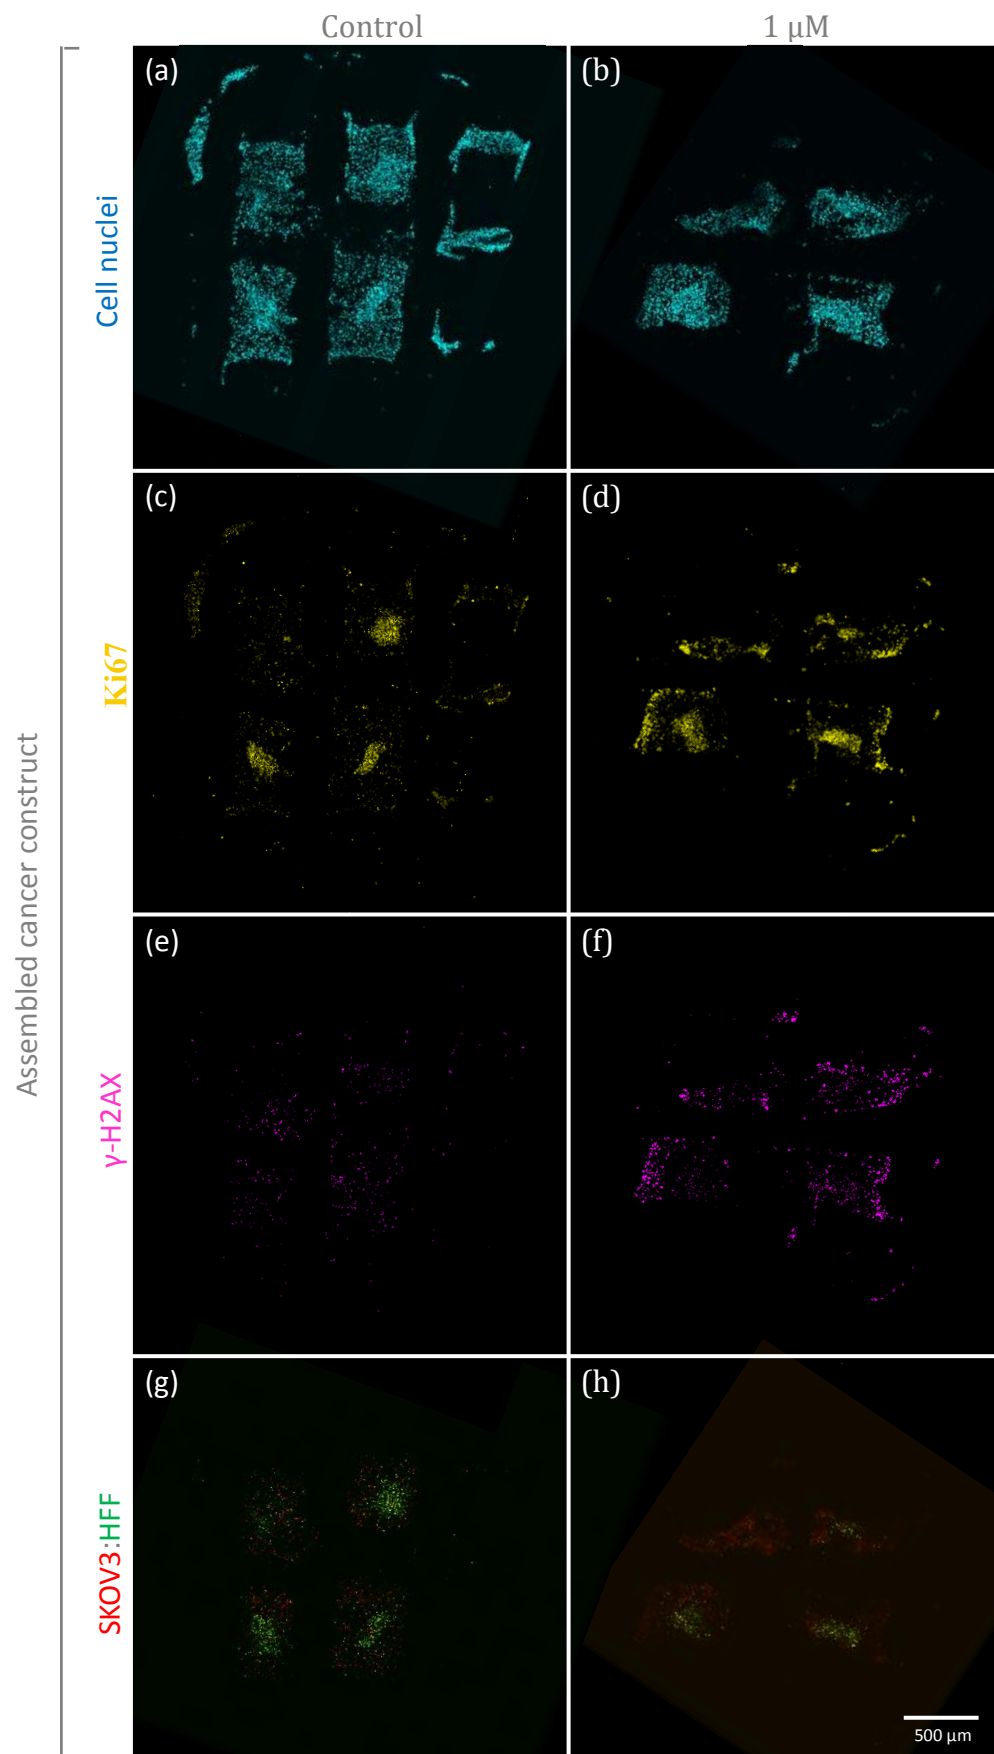 Control
1 µM
Assembled cancer construct
Cell nuclei
(a)
(b)
Ki67
(c)
(d)
γ-H2AX
(e)
(f)
SKOV3:HFF
(g)
(h)
500 µm